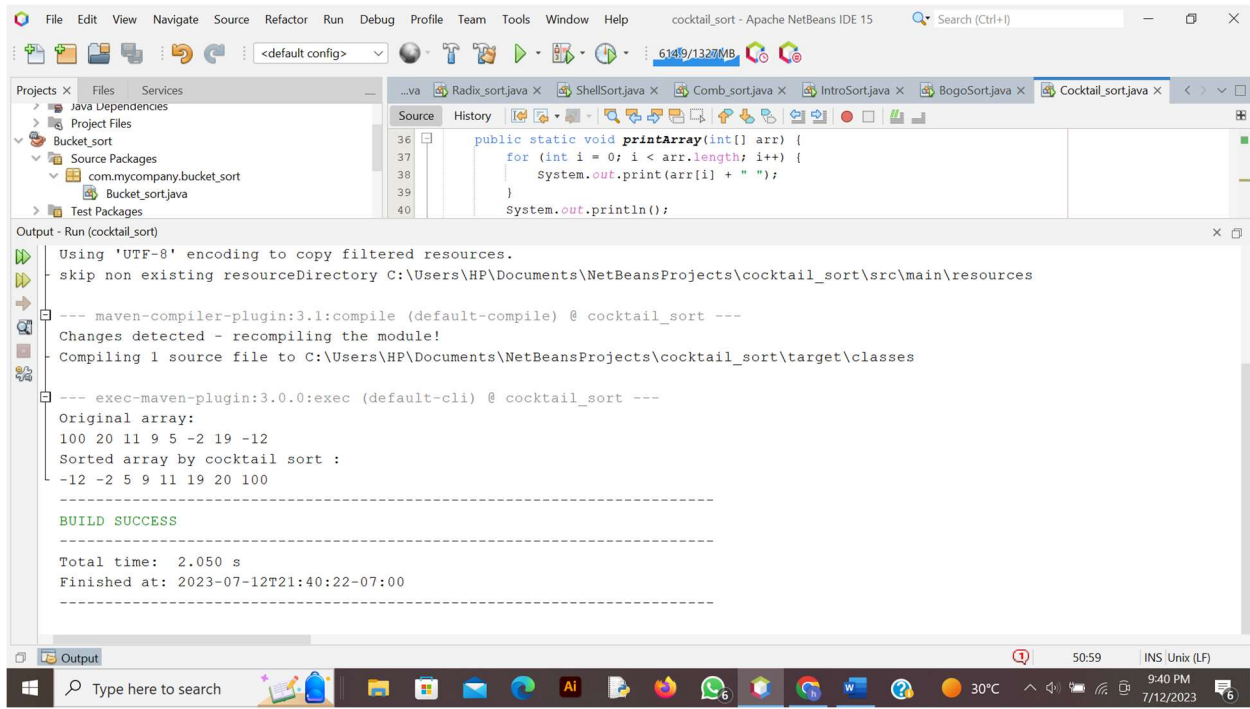 File Edit View Navigate Source Refactor Run Debug Profile Team Tools Window Help cocktail_sort - Apache NetBeans IDE 15 Search (Ctrl+I)
<default config> 614.9/1327MB
Projects Files Services ...va Radix_sort.java ShellSort.java Comb_sort.java IntroSort.java BogoSort.java Cocktail_sort.java
Java Dependencies
Project Files
Bucket_sort
Source Packages
com.mycompany.bucket_sort
Bucket_sort.java
Test Packages
Source History
36 public static void printArray(int[] arr) {
37 for (int i = 0; i < arr.length; i++) {
38 System.out.print(arr[i] + " ");
39 }
40 System.out.println();
Output - Run (cocktail_sort)
Using 'UTF-8' encoding to copy filtered resources.
skip non existing resourceDirectory C:\Users\HP\Documents\NetBeansProjects\cocktail_sort\src\main\resources
--- maven-compiler-plugin:3.1:compile (default-compile) @ cocktail_sort ---
Changes detected - recompiling the module!
Compiling 1 source file to C:\Users\HP\Documents\NetBeansProjects\cocktail_sort\target\classes
--- exec-maven-plugin:3.0.0:exec (default-cli) @ cocktail_sort ---
Original array:
100 20 11 9 5 -2 19 -12
Sorted array by cocktail sort :
-12 -2 5 9 11 19 20 100
------------------------------------------------------------------------
BUILD SUCCESS
------------------------------------------------------------------------
Total time:  2.050 s
Finished at: 2023-07-12T21:40:22-07:00
------------------------------------------------------------------------
Output 1 50:59 INS Unix (LF)
Type here to search Ai 6 30°C 9:40 PM
7/12/2023 6